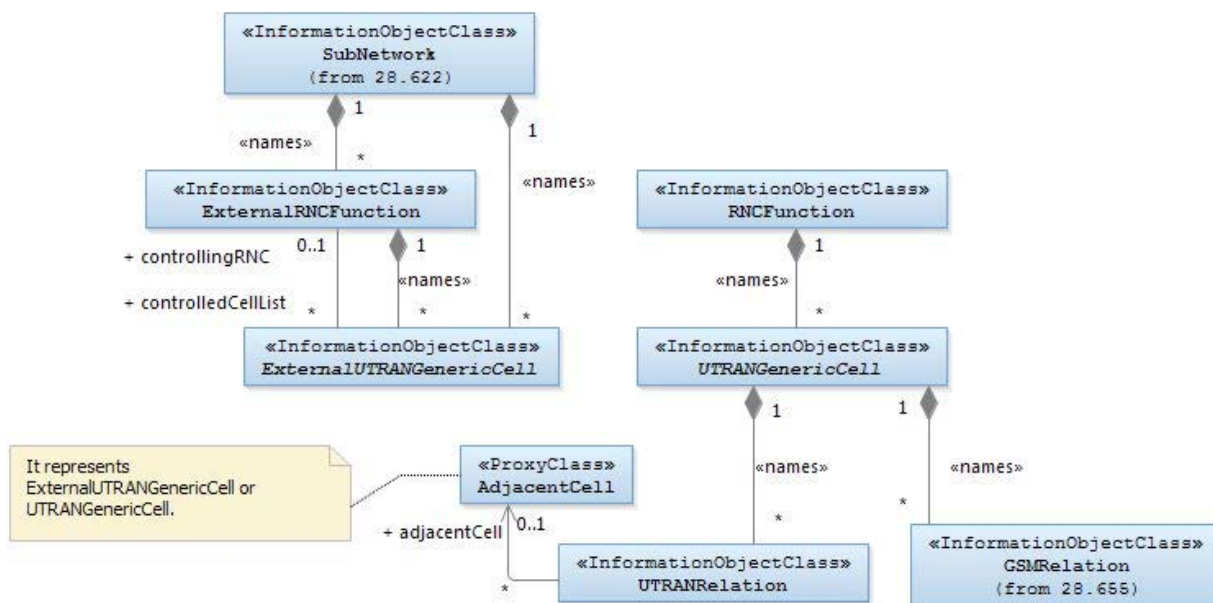 «InformationObjectClass»
SubNetwork
(from 28.622)
1
1
«names»
*
«names»
«InformationObjectClass»
ExternalRNCFunction
«InformationObjectClass»
RNCFunction
0..1
1
1
+ controllingRNC
«names»
«names»
+ controlledCellList
*
*
*
*
«InformationObjectClass»
ExternalUTRANGenericCell
«InformationObjectClass»
UTRANGenericCell
1
1
It represents
ExternalUTRANGenericCell or
UTRANGenericCell.
«ProxyClass»
AdjacentCell
«names»
«names»
+ adjacentCell
0..1
*
*
*
«InformationObjectClass»
UTRANRelation
«InformationObjectClass»
GSMRelation
(from 28.655)